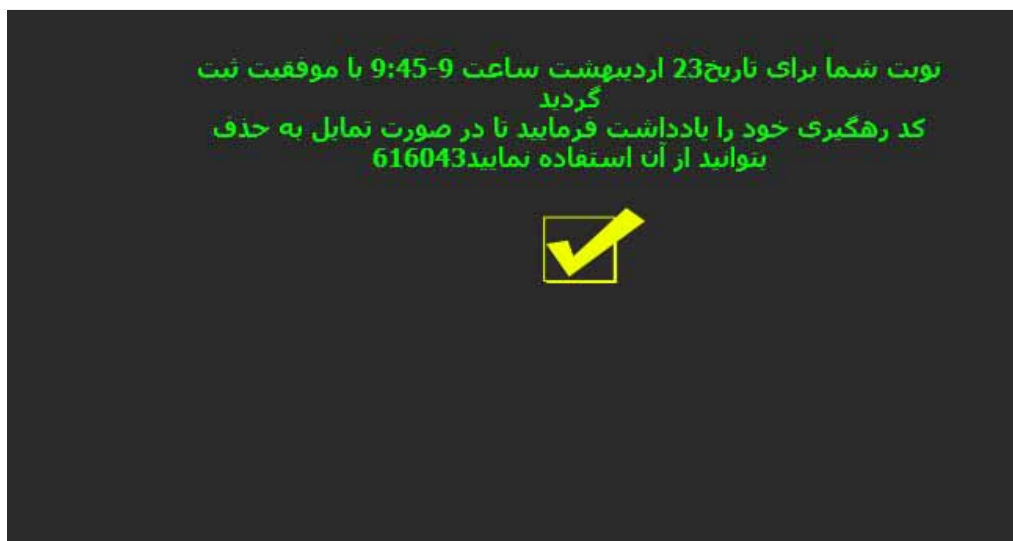 نوبت شما برای تاریخ23 اردیبهشت ساعت 9-9:45 با موفقیت ثبت
گردید
کد رهگیری خود را یادداشت فرمایید تا در صورت تمایل به حذف
بتوانید از آن استفاده نمایید616043